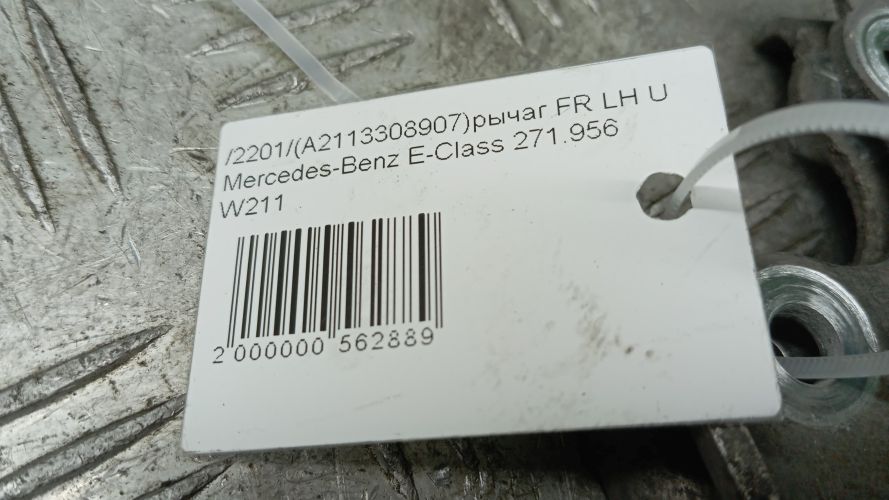 /2201/(A2113308907)рычаг FR LH U
Mercedes-Benz E-Class 271.956
W211
2 000000 562889